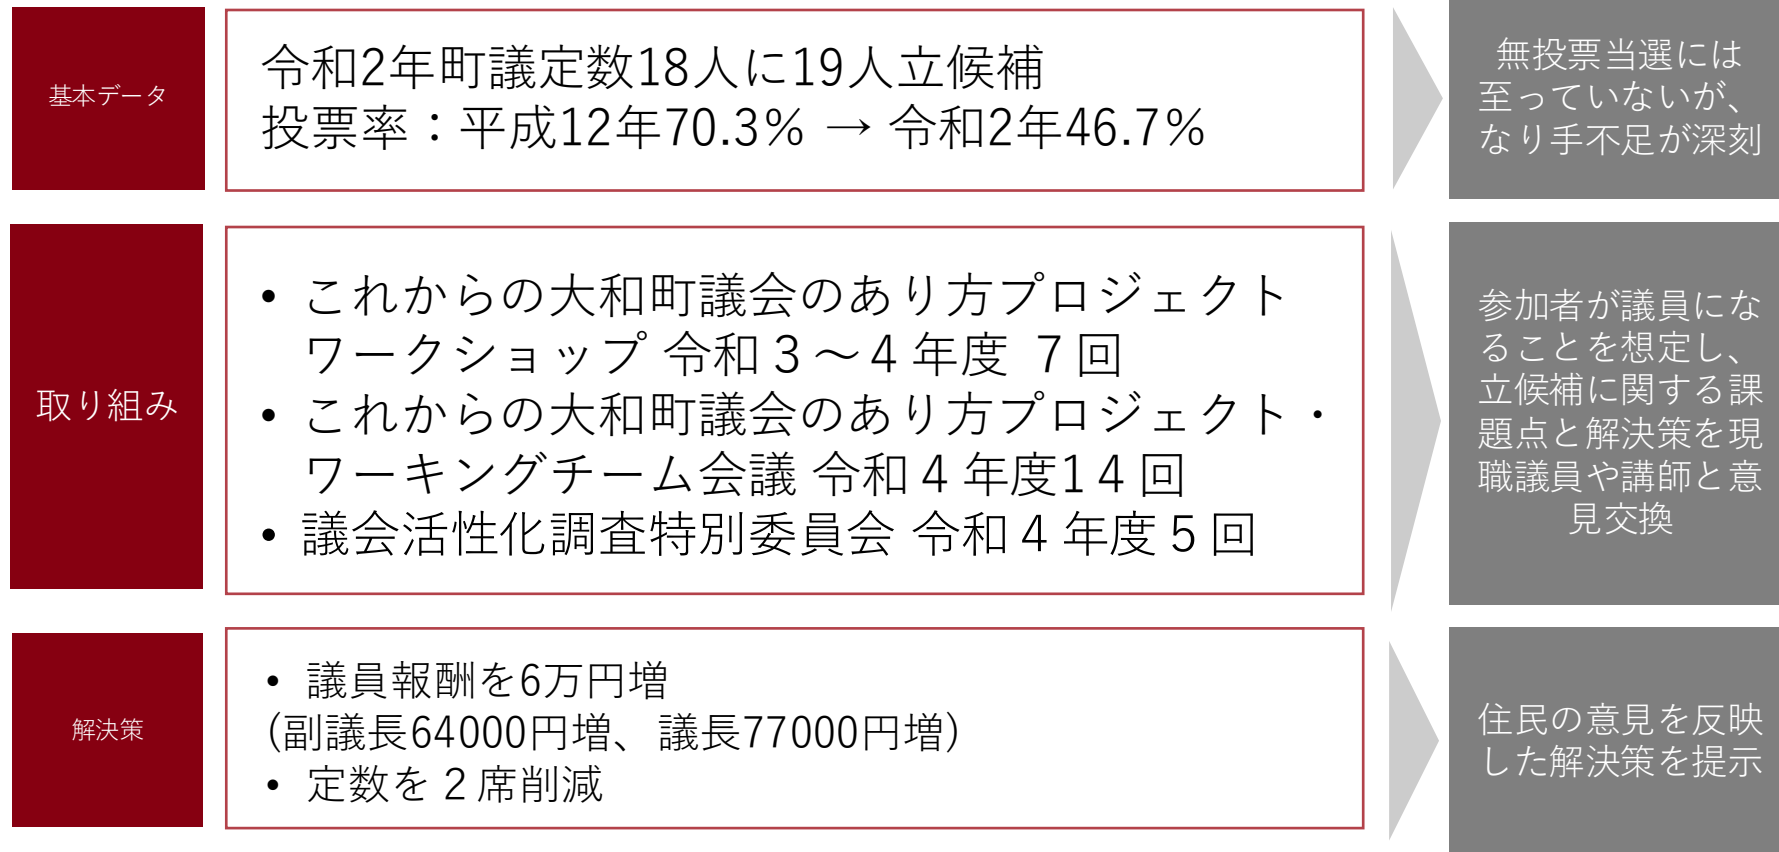 基本データ
令和2年町議定数18人に19人立候補
投票率：平成12年70.3% → 令和2年46.7%
無投票当選には
至っていないが、
なり手不足が深刻
取り組み
• これからの大和町議会のあり方プロジェクト
ワークショップ 令和３～４年度 ７回
• これからの大和町議会のあり方プロジェクト・
ワーキングチーム会議 令和４年度1４回
• 議会活性化調査特別委員会 令和４年度５回
参加者が議員にな
ることを想定し、
立候補に関する課
題点と解決策を現
職議員や講師と意
見交換
解決策
• 議員報酬を6万円増
(副議長64000円増、議長77000円増)
• 定数を２席削減
住民の意見を反映
した解決策を提示